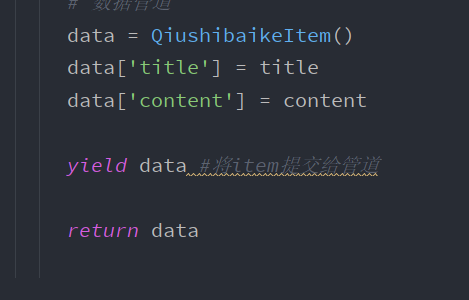 # 数据管道
data = QiushibaikeItem()
data['title'] = title
data['content'] = content
yield data #将item提交给管道
return data